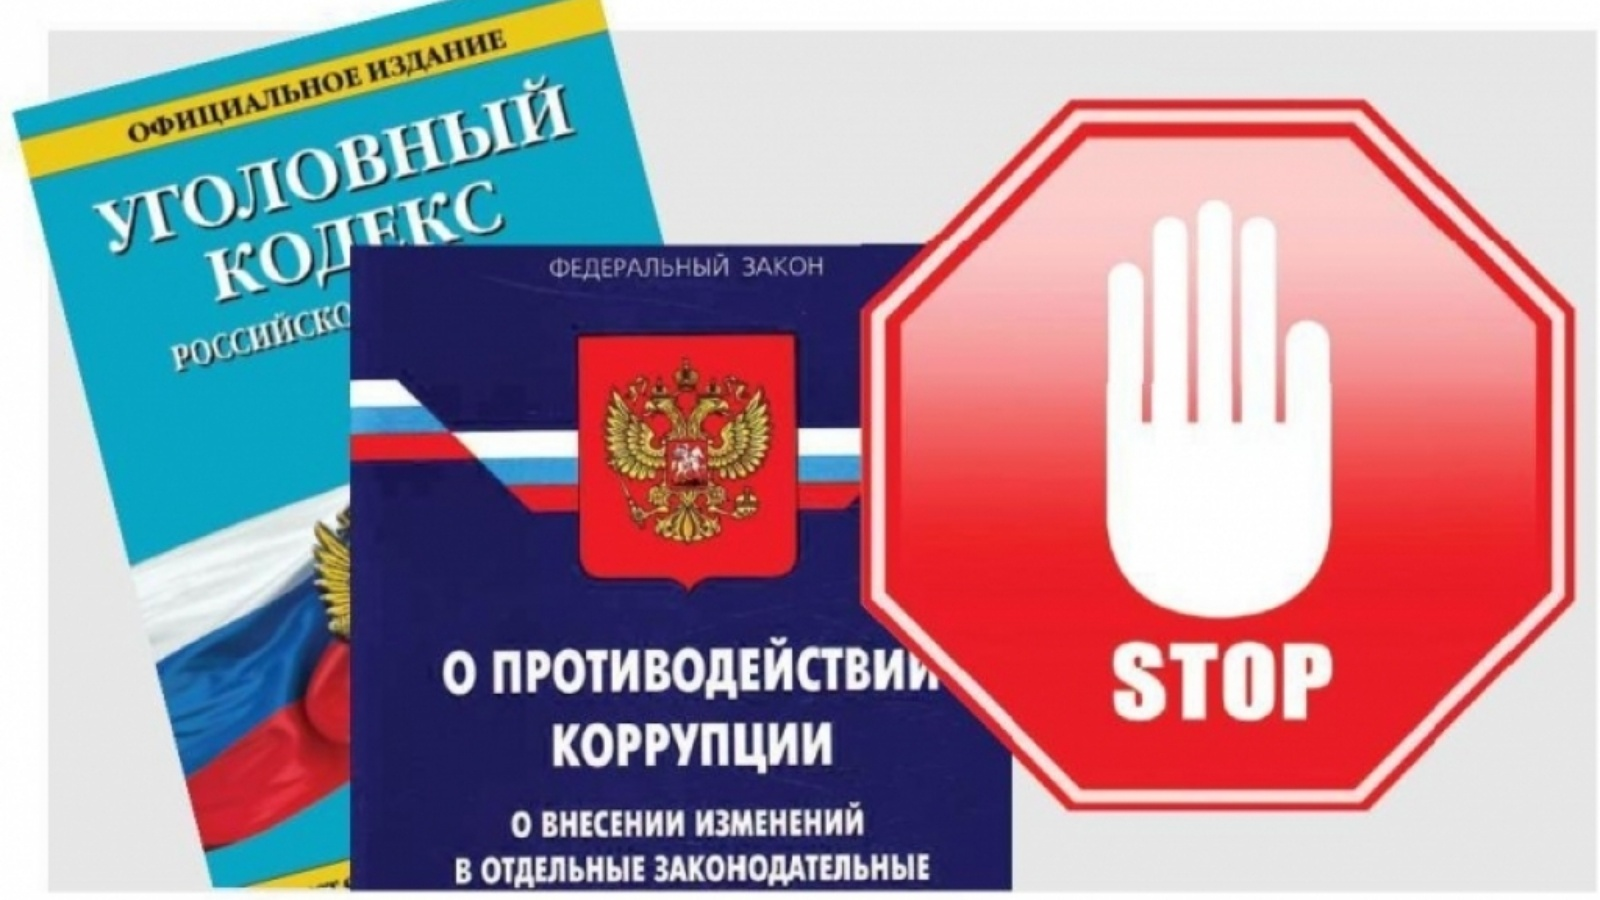 ОФИЦИАЛЬНОЕ ИЗДАНИЕ
УГОЛОВНЫЙ
КОДЕКС
ФЕДЕРАЛЬНЫЙ ЗАКОН
О ПРОТИВОДЕЙСТВИИ
КОРРУПЦИИ
О ВНЕСЕНИИ ИЗМЕНЕНИЙ
В ОТДЕЛЬНЫЕ ЗАКОНОДАТЕЛЬНЫЕ
STOP